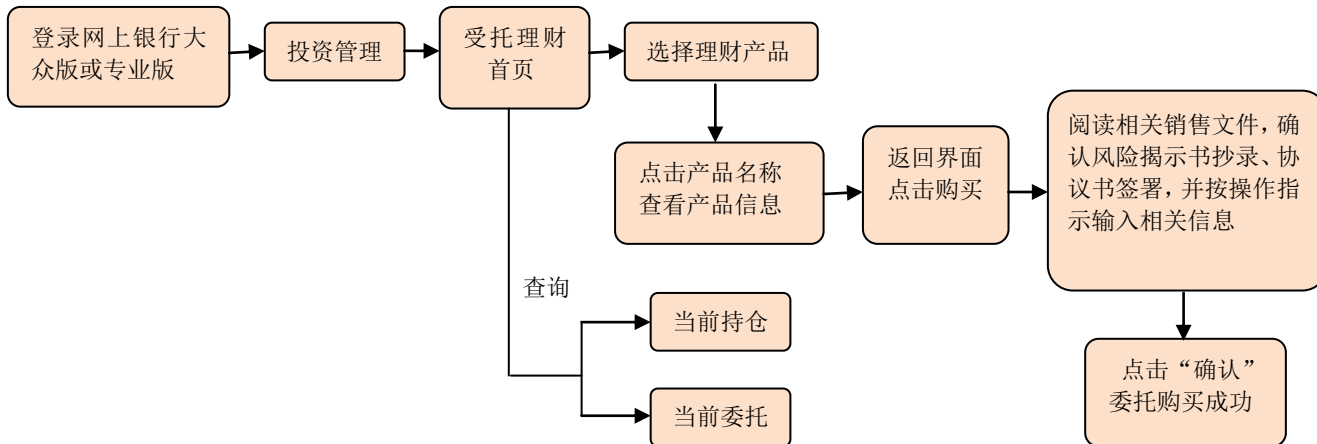 登录网上银行大
众版或专业版
投资管理
受托理财
首页
选择理财产品
点击产品名称
查看产品信息
返回界面
点击购买
阅读相关销售文件，确
认风险揭示书抄录、协
议书签署，并按操作指
示输入相关信息
点击“确认”
委托购买成功
查询
当前持仓
当前委托